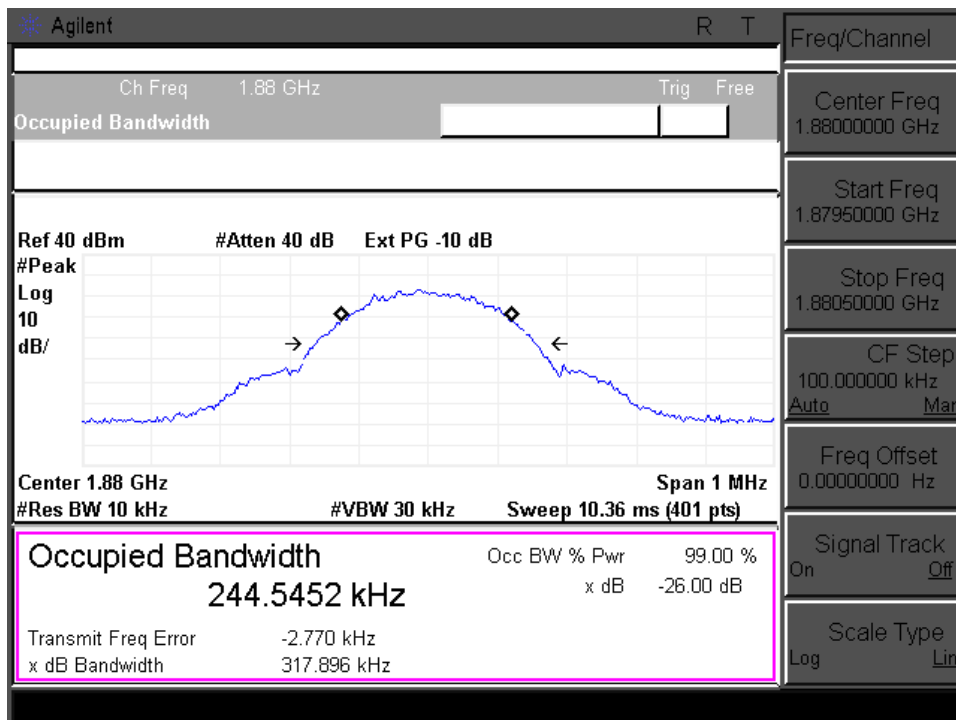 Agilent
R T
Freq/Channel
Ch Freq 1.88 GHz Trig Free
Occupied Bandwidth
Center Freq
1.88000000 GHz
Start Freq
1.87950000 GHz
Ref 40 dBm #Atten 40 dB Ext PG -10 dB
#Peak
Log
10
dB/
Stop Freq
1.88050000 GHz
CF Step
100.000000 kHz
Auto Man
Freq Offset
0.00000000 Hz
Center 1.88 GHz Span 1 MHz
#Res BW 10 kHz #VBW 30 kHz Sweep 10.36 ms (401 pts)
Occupied Bandwidth
244.5452 kHz
Occ BW % Pwr 99.00 %
x dB -26.00 dB
Transmit Freq Error -2.770 kHz
x dB Bandwidth 317.896 kHz
Signal Track
On Off
Scale Type
Log Lin